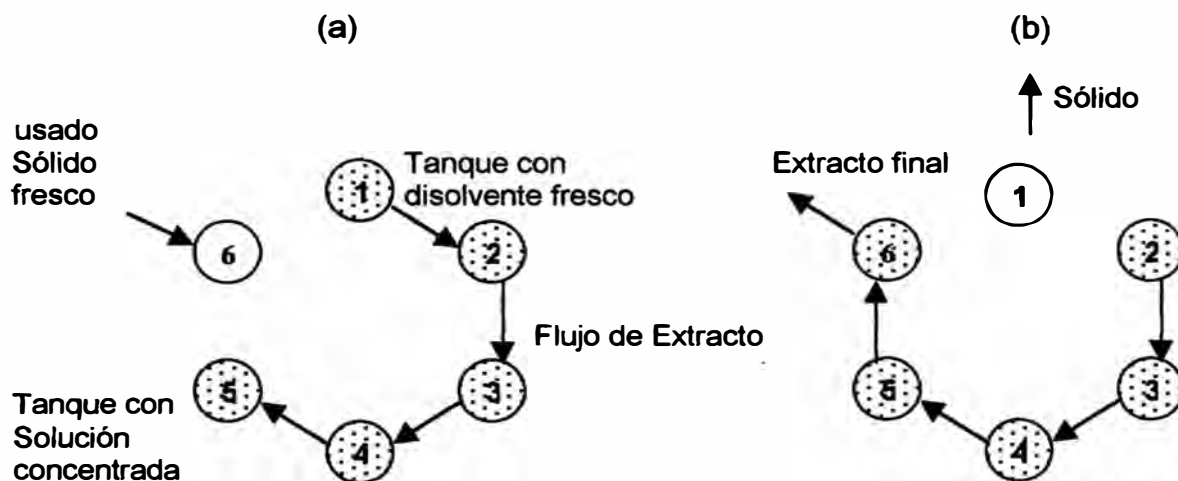 (a)
usado
Sólido
fresco
Tanque con
disolvente fresco
1
2
6
Flujo de Extracto
5
3
4
Tanque con
Solución
concentrada
(b)
Sólido
Extracto final
1
6
2
5
3
4